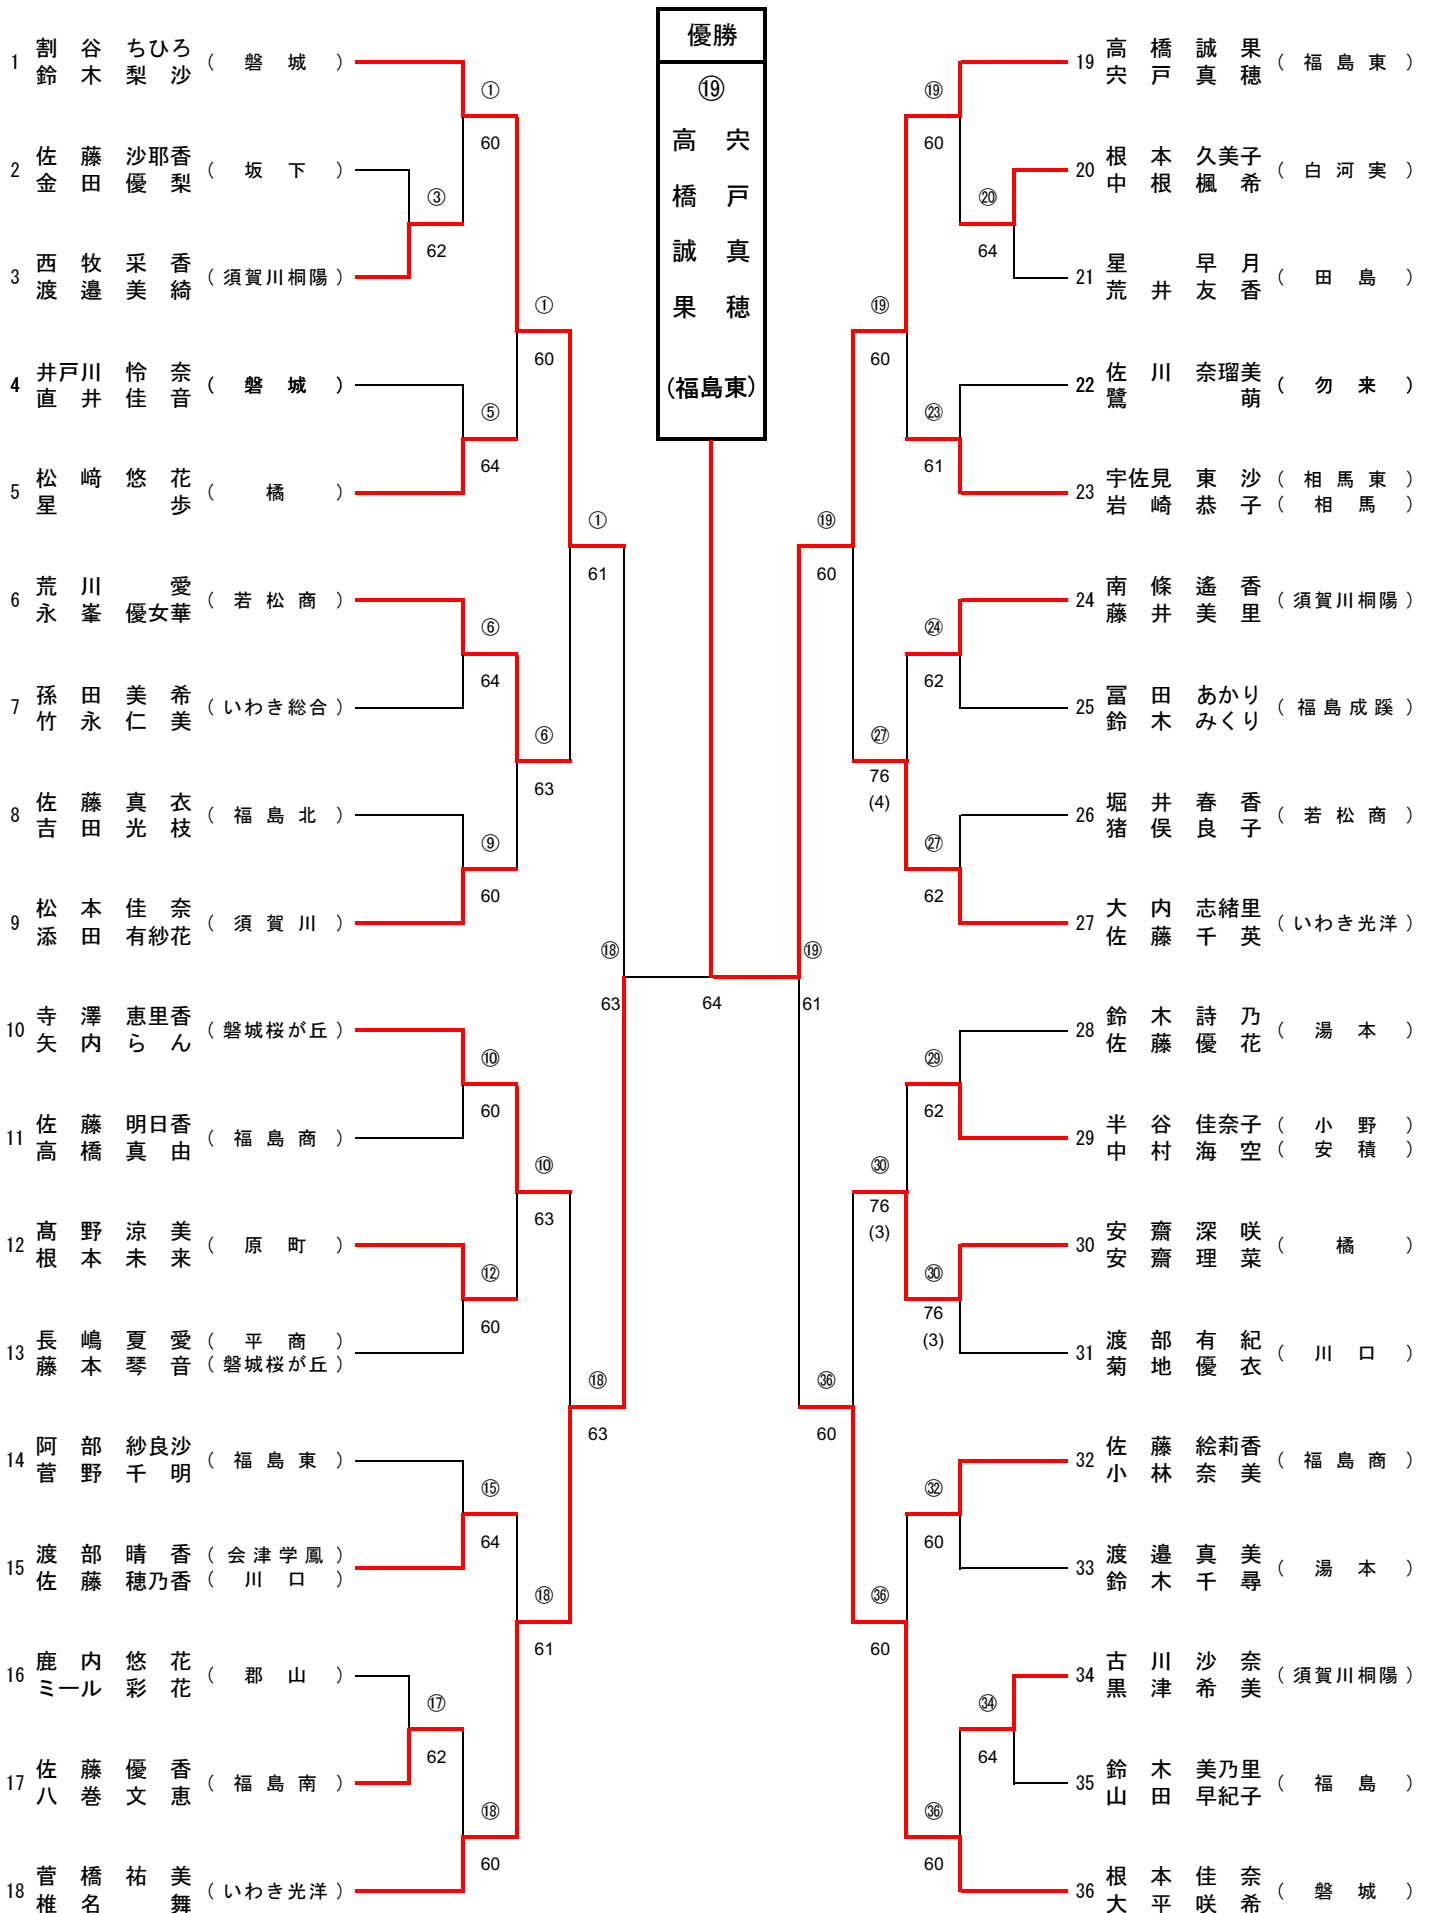 優勝
⑲
高橋誠果
宍戸真穂
(福島東)
1 割谷 ちひろ (磐城)
鈴木 梨沙
①
60
2 佐藤 沙耶香 (坂下)
金田 優梨
③
62
3 西牧 采香 (須賀川桐陽)
渡邉 美綺
①
60
4 井戸川 怜奈 (磐城)
直井 佳音
⑤
64
5 松﨑 悠花 (橘)
星 歩
①
61
6 荒川 愛 (若松商)
永峯 優女華
⑥
64
7 孫田 美希 (いわき総合)
竹永 仁美
⑥
63
8 佐藤 真衣 (福島北)
吉田 光枝
⑨
60
9 松本 佳奈 (須賀川)
添田 有紗花
⑱
63
10 寺澤 恵里香 (磐城桜が丘)
矢内 らん
⑩
60
11 佐藤 明日香 (福島商)
高橋 真由
⑩
63
12 髙野 涼美 (原町)
根本 未来
⑫
60
13 長嶋 夏愛 (平商)
藤本 琴音 (磐城桜が丘)
⑱
63
14 阿部 紗良沙 (福島東)
菅野 千明
⑮
64
15 渡部 晴香 (会津学鳳)
佐藤 穂乃香 (川口)
⑱
61
16 鹿内 悠花 (郡山)
ミール 彩花
⑰
62
17 佐藤 優香 (福島南)
八巻 文恵
⑱
60
18 菅橋 祐美 (いわき光洋)
椎名 舞
64
19 高橋 誠果 (福島東)
宍戸 真穂
⑲
60
20 根本 久美子 (白河実)
中根 楓希
⑳
64
21 星 早月 (田島)
荒井 友香
⑲
60
22 佐川 奈瑠美 (勿来)
鷺 萌
㉓
61
23 宇佐見 東沙 (相馬東)
岩崎 恭子 (相馬)
⑲
60
24 南條 遙香 (須賀川桐陽)
藤井 美里
㉔
62
25 冨田 あかり (福島成蹊)
鈴木 みくり
㉗
76
(4)
26 堀井 春香 (若松商)
猪俣 良子
㉗
62
27 大内 志緒里 (いわき光洋)
佐藤 千英
⑲
61
28 鈴木 詩乃 (湯本)
佐藤 優花
㉙
62
29 半谷 佳奈子 (小野)
中村 海空 (安積)
㉚
76
(3)
30 安齋 深咲 (橘)
安齋 理菜
㉚
76
(3)
31 渡部 有紀 (川口)
菊地 優衣
㊱
60
32 佐藤 絵莉香 (福島商)
小林 奈美
㉜
60
33 渡邉 真美 (湯本)
鈴木 千尋
㊱
60
34 古川 沙奈 (須賀川桐陽)
黒津 希美
㉞
64
35 鈴木 美乃里 (福島)
山田 早紀子
㊱
60
36 根本 佳奈 (磐城)
大平 咲希